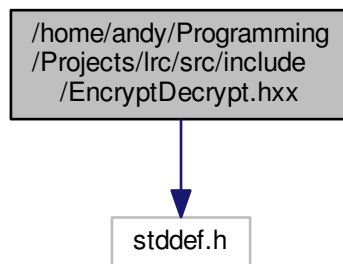 /home/andy/Programming
/Projects/lrc/src/include
/EncryptDecrypt.hxx
stddef.h